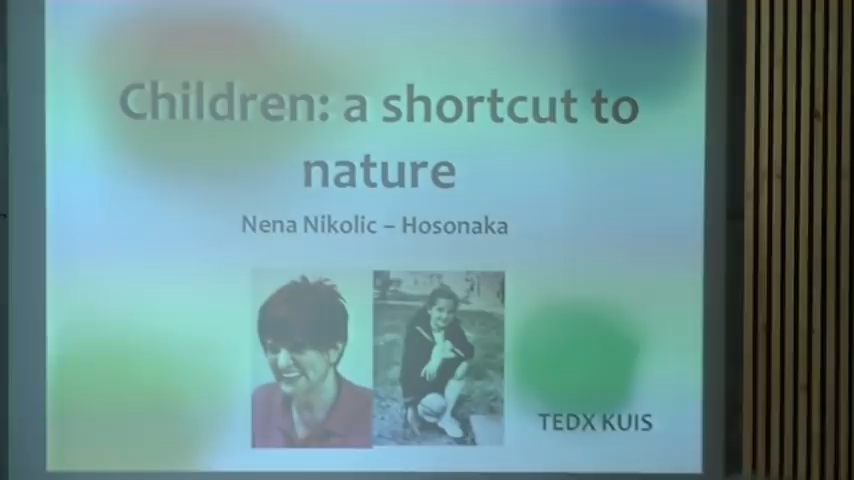 Children: a shortcut to
nature
Nena Nikolic – Hosonaka
TEDX KUIS